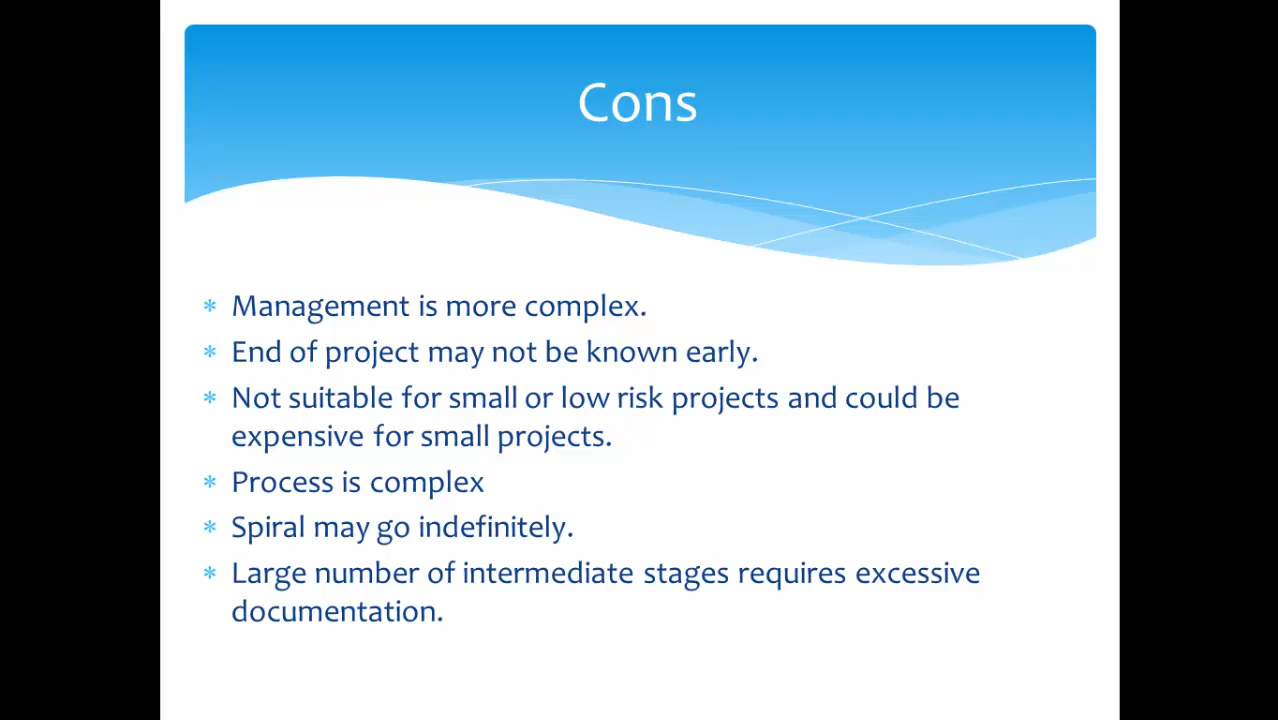 Cons
* Management is more complex.
* End of project may not be known early.
* Not suitable for small or low risk projects and could be
expensive for small projects.
* Process is complex
* Spiral may go indefinitely.
* Large number of intermediate stages requires excessive
documentation.